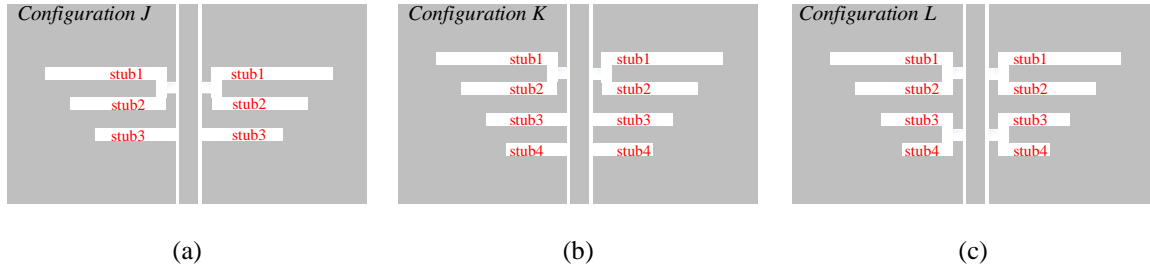 Configuration J
stub1 stub1
stub2 stub2
stub3 stub3
(a)
Configuration K
stub1 stub1
stub2 stub2
stub3 stub3
stub4 stub4
(b)
Configuration L
stub1 stub1
stub2 stub2
stub3 stub3
stub4 stub4
(c)